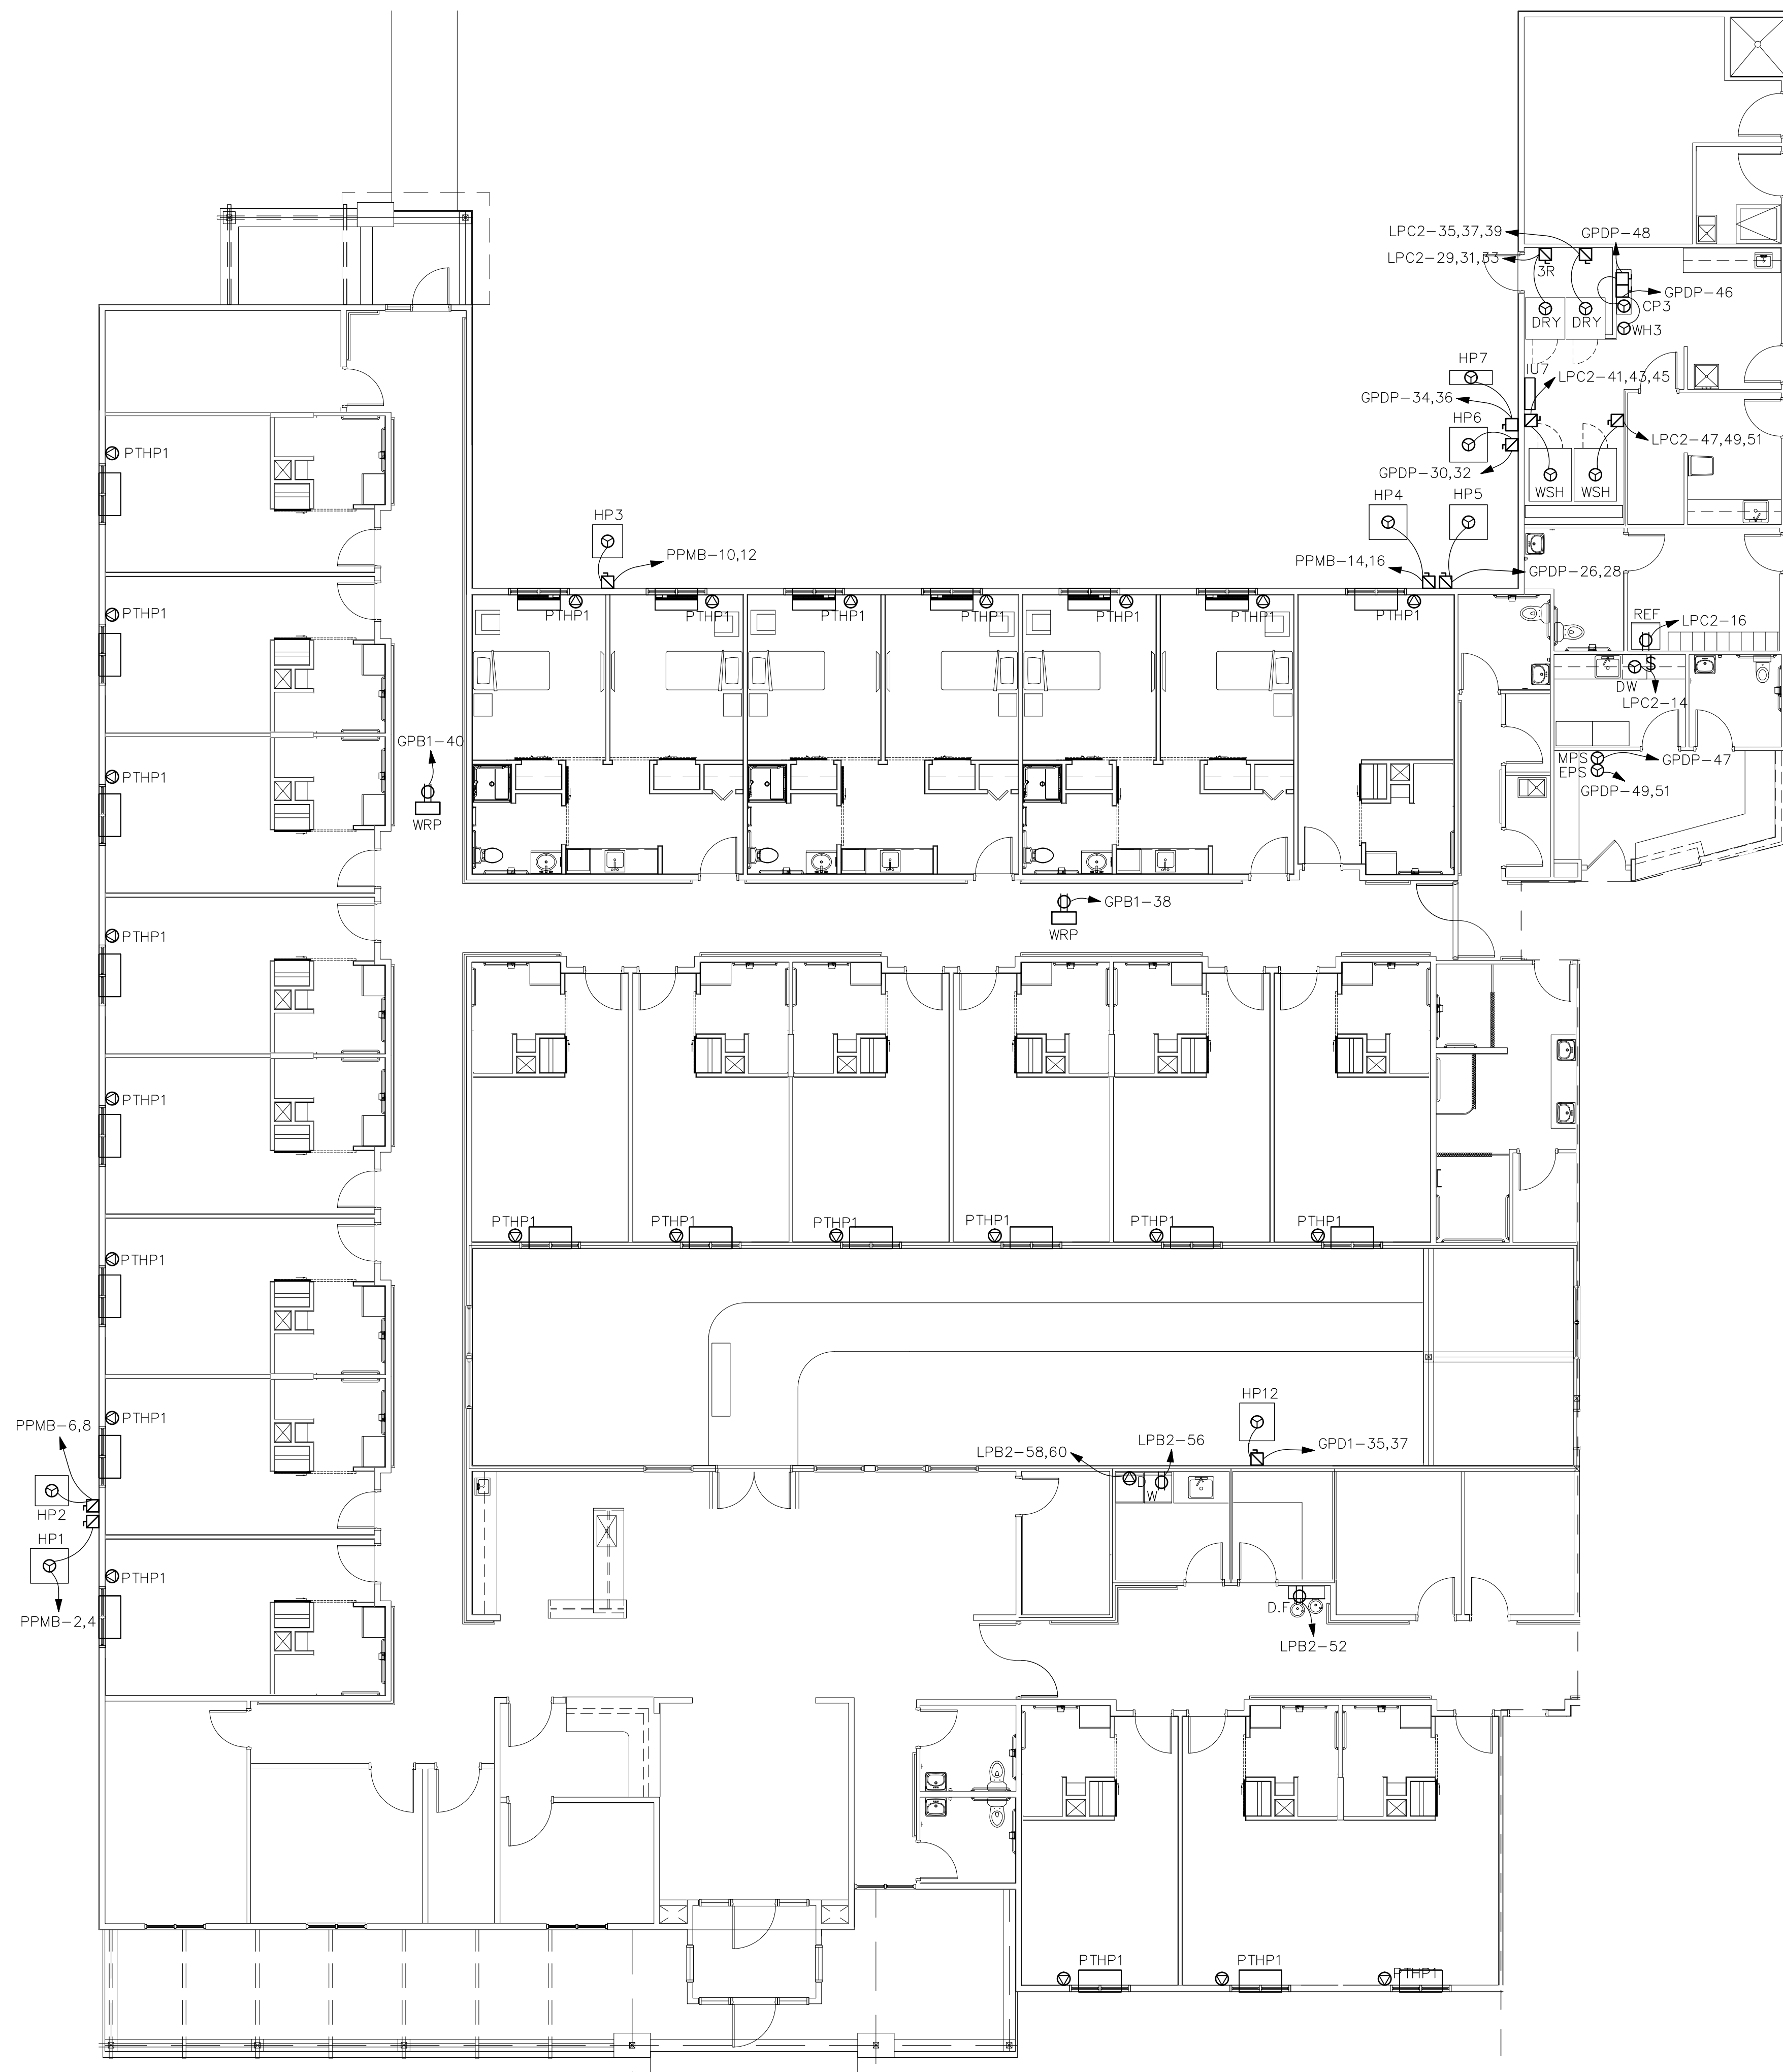 LPC2-35,37,39
GPDP-48
LPC2-29,31,33
3R
GPDP-46
CP3
DRY
DRY
WH3
HP7
IU7
LPC2-41,43,45
GPDP-34,36
HP6
LPC2-47,49,51
PTHP1
GPDP-30,32
WSH
WSH
HP3
HP4
HP5
PPMB-10,12
PPMB-14,16
GPDP-26,28
PTHP1
PTHP1
PTHP1
PTHP1
PTHP1
PTHP1
PTHP1
PTHP1
REF
LPC2-16
S
DW
LPC2-14
GPB1-40
MPS
GPDP-47
EPS
PTHP1
GPDP-49,51
WRP
GPB1-38
WRP
PTHP1
PTHP1
PTHP1
PTHP1
PTHP1
PTHP1
PTHP1
PTHP1
PTHP1
HP12
PTHP1
PPMB-6,8
LPB2-56
GPD1-35,37
LPB2-58,60
D
W
HP2
HP1
PTHP1
D.F
PPMB-2,4
LPB2-52
PTHP1
PTHP1
PTHP1